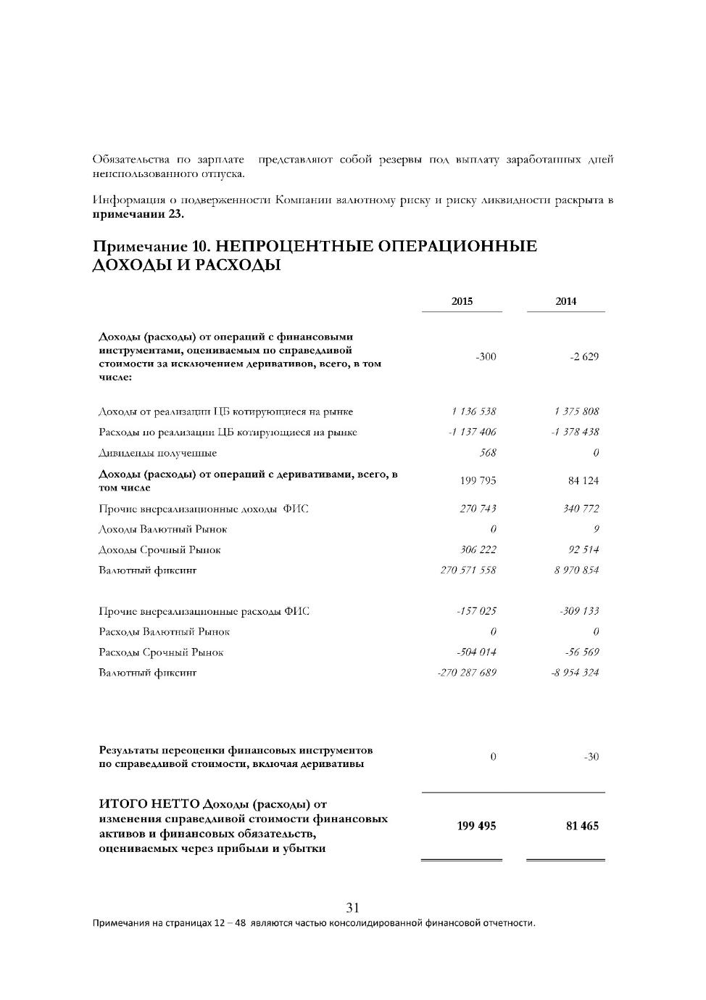 Обязательства по зарплате представляют собой резервы под выплату заработанных дней
неиспользованного отпуска.
Информация о подверженности Компании валютному риску и риску ликвидности раскрыта в
примечании 23.
Примечание 10. НЕПРОЦЕНТНЫЕ ОПЕРАЦИОННЫЕ
ДОХОДЫ И РАСХОДЫ
2015 2014
Доходы (расходы) от операций с финансовыми
инструментами, оцениваемым по справедливой
стоимости за исключением деривативов, всего, в том
числе:
-300 -2 629
Доходы от реализации ЦБ котирующиеся на рынке 1 136 538 1 375 808
Расходы по реализации ЦБ котирующиеся на рынке -1 137 406 -1 378 438
Дивиденды полученные 568 0
Доходы (расходы) от операций с деривативами, всего, в
том числе
199 795 84 124
Прочие внереализационные доходы ФИС 270 743 340 772
Доходы Валютный Рынок 0 9
Доходы Срочный Рынок 306 222 92 514
Валютный фиксинг 270 571 558 8 970 854
Прочие внереализационные расходы ФИС -157 025 -309 133
Расходы Валютный Рынок 0 0
Расходы Срочный Рынок -504 014 -56 569
Валютный фиксинг -270 287 689 -8 954 324
Результаты переоценки финансовых инструментов
по справедливой стоимости, включая деривативы
0 -30
ИТОГО НЕТТО Доходы (расходы) от
изменения справедливой стоимости финансовых
активов и финансовых обязательств,
оцениваемых через прибыли и убытки
199 495 81 465
31
Примечания на страницах 12 – 48 являются частью консолидированной финансовой отчетности.